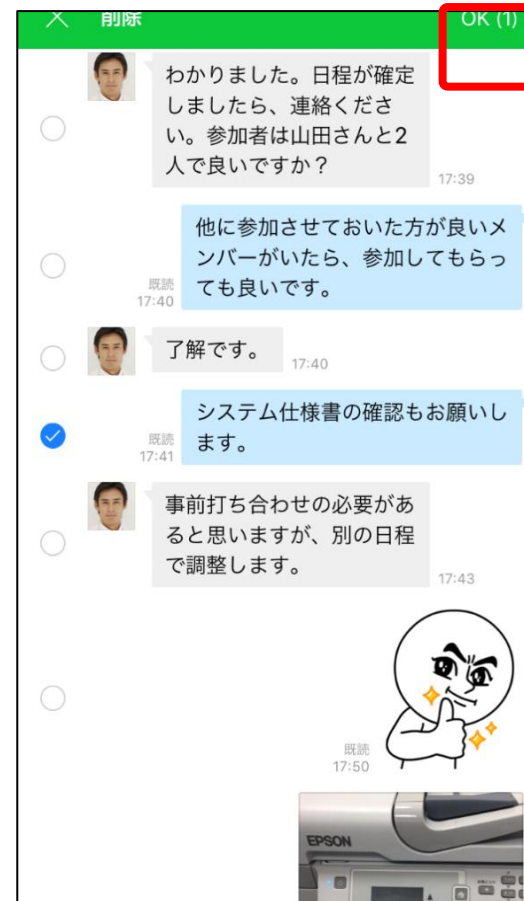 削除
OK (1)
わかりました。日程が確定
しましたら、連絡くださ
い。参加者は山田さんと2
人で良いですか？
17:39
他に参加させておいた方が良いメ
ンバーがいたら、参加してもらっ
ても良いです。
既読
17:40
了解です。
17:40
システム仕様書の確認もお願いし
ます。
既読
17:41
事前打ち合わせの必要があ
ると思いますが、別の日程
で調整します。
17:43
既読
17:50
EPSON